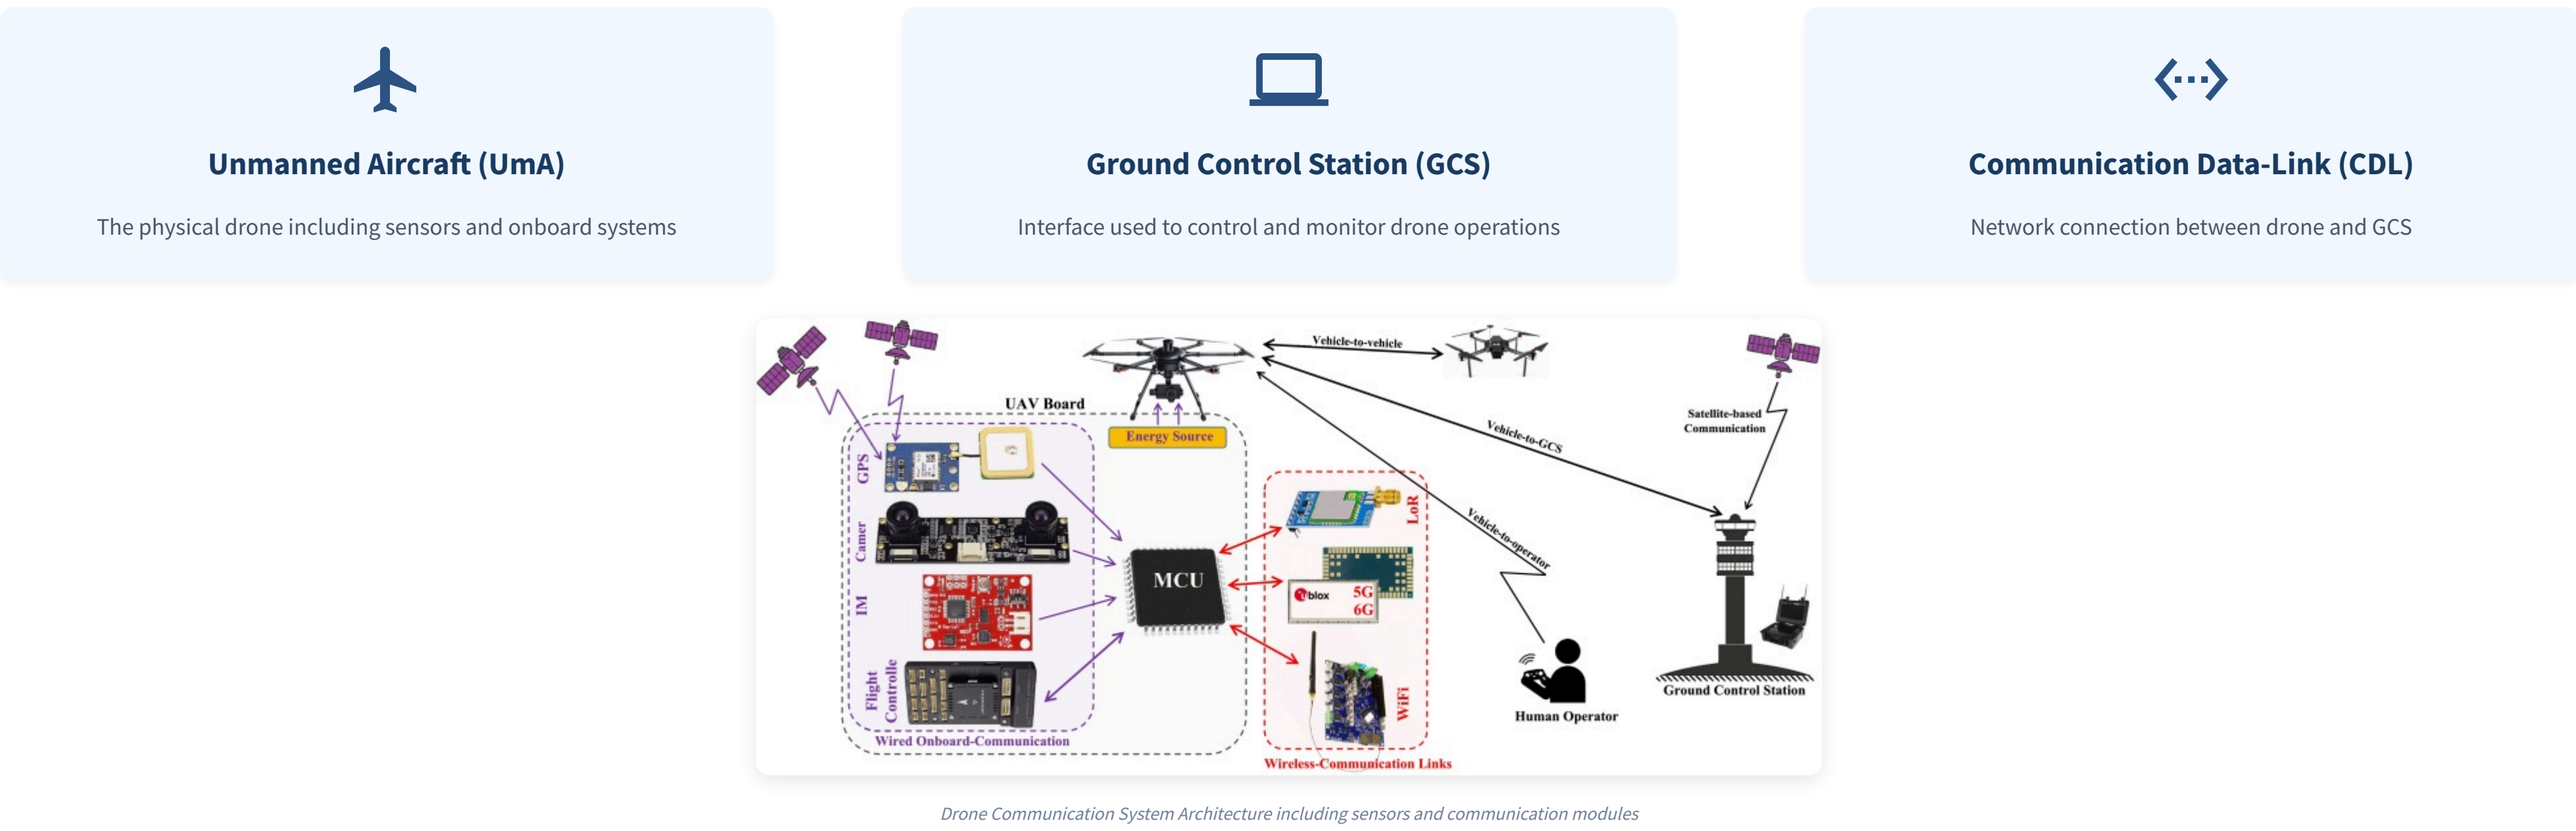 Unmanned Aircraft (UmA)
The physical drone including sensors and onboard systems
Ground Control Station (GCS)
Interface used to control and monitor drone operations
Communication Data-Link (CDL)
Network connection between drone and GCS
Vehicle-to-vehicle
UAV Board
Energy Source
Vehicle-to-GCS
Satellite-based
Communication
GPS
Camer
IM
Flight
Controlle
MCU
LoR
ublox
5G
6G
WiFi
Vehicle-to-operator
Wired Onboard-Communication
Wireless-Communication Links
Human Operator
Ground Control Station
Drone Communication System Architecture including sensors and communication modules